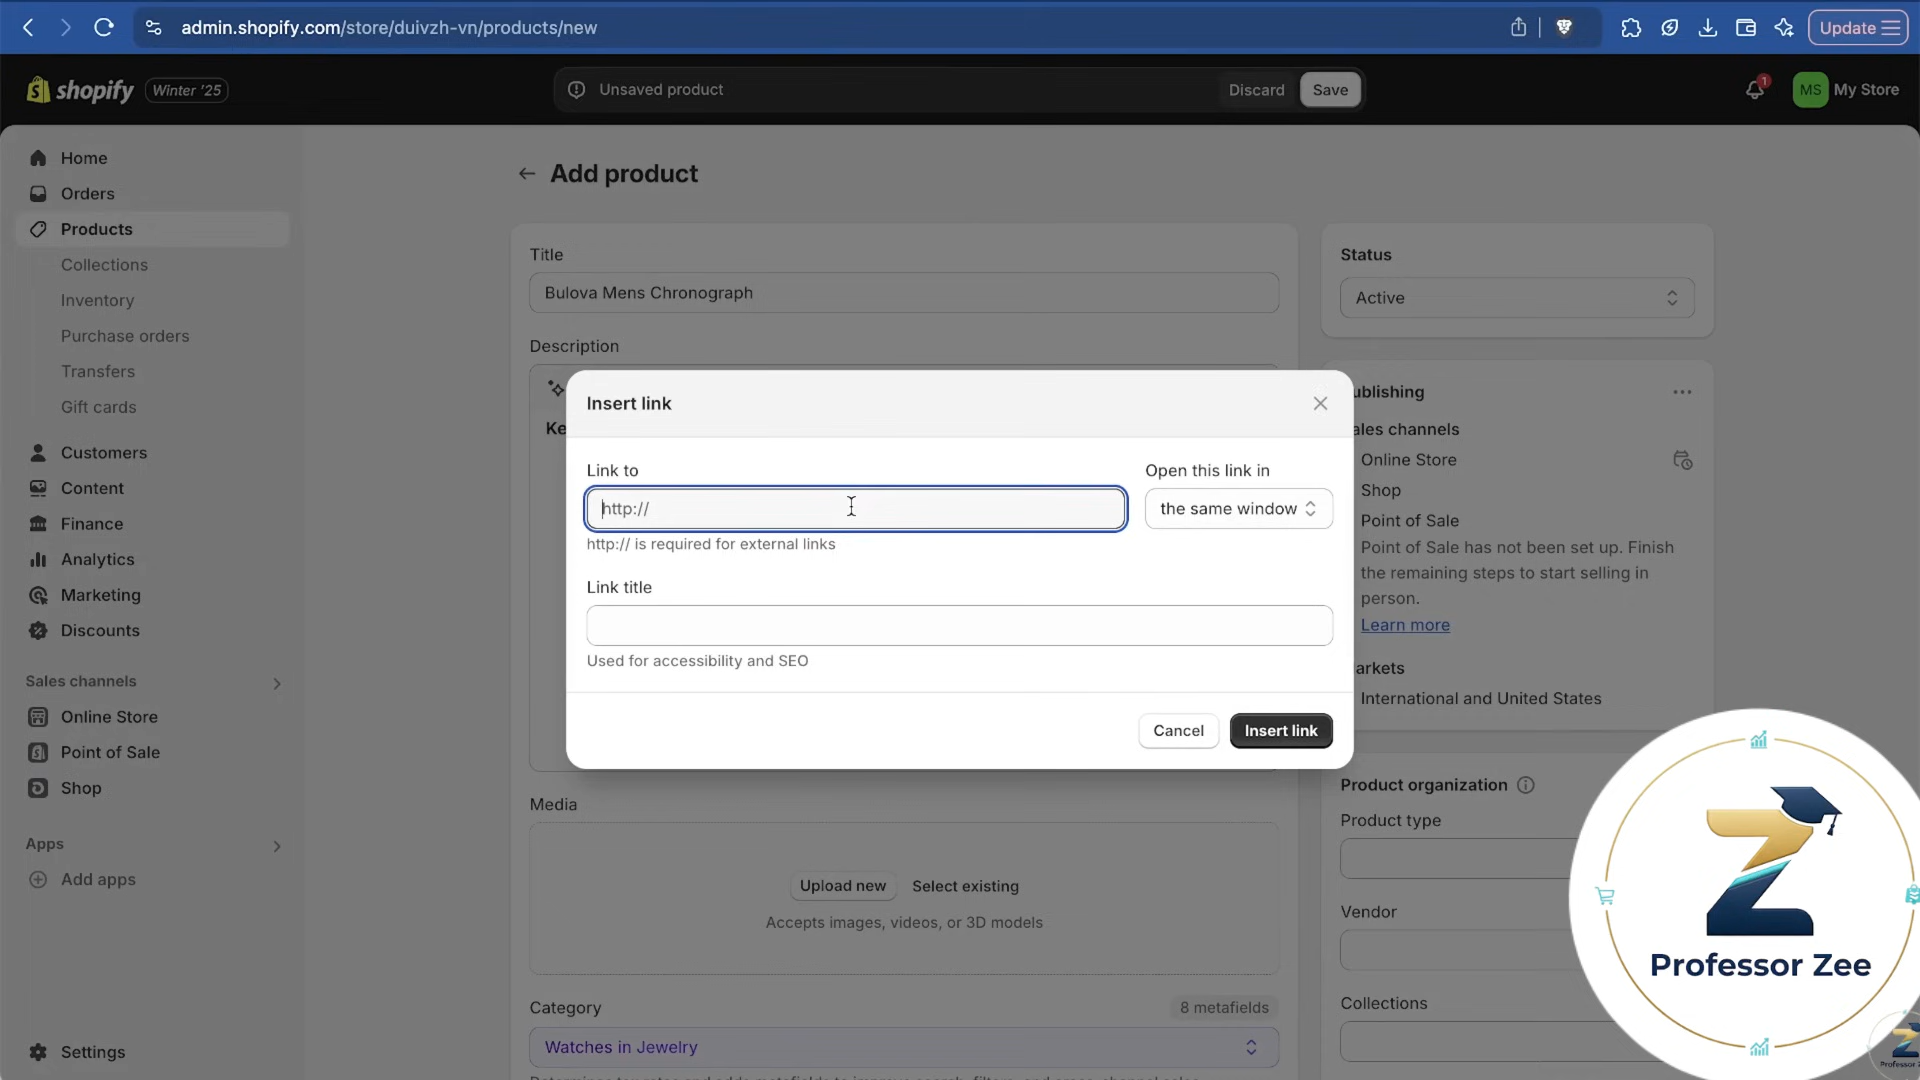 admin.shopify.com/store/duivzh-vn/products/new
Update
shopify
Winter '25
Unsaved product
Discard
Save
1
MS
My Store
Home
Orders
Products
Collections
Inventory
Purchase orders
Transfers
Gift cards
Customers
Content
Finance
Analytics
Marketing
Discounts
Sales channels
Online Store
Point of Sale
Shop
Apps
Add apps
Settings
Add product
Title
Bulova Mens Chronograph
Description
Ke
Insert link
Link to
http://
http:// is required for external links
Open this link in
the same window
Link title
Used for accessibility and SEO
Cancel
Insert link
Media
Upload new
Select existing
Accepts images, videos, or 3D models
Category
8 metafields
Watches in Jewelry
Status
Active
ublishing
ales channels
Online Store
Shop
Point of Sale
Point of Sale has not been set up. Finish
the remaining steps to start selling in
person.
Learn more
arkets
International and United States
Product organization
Product type
Vendor
Collections
Professor Zee